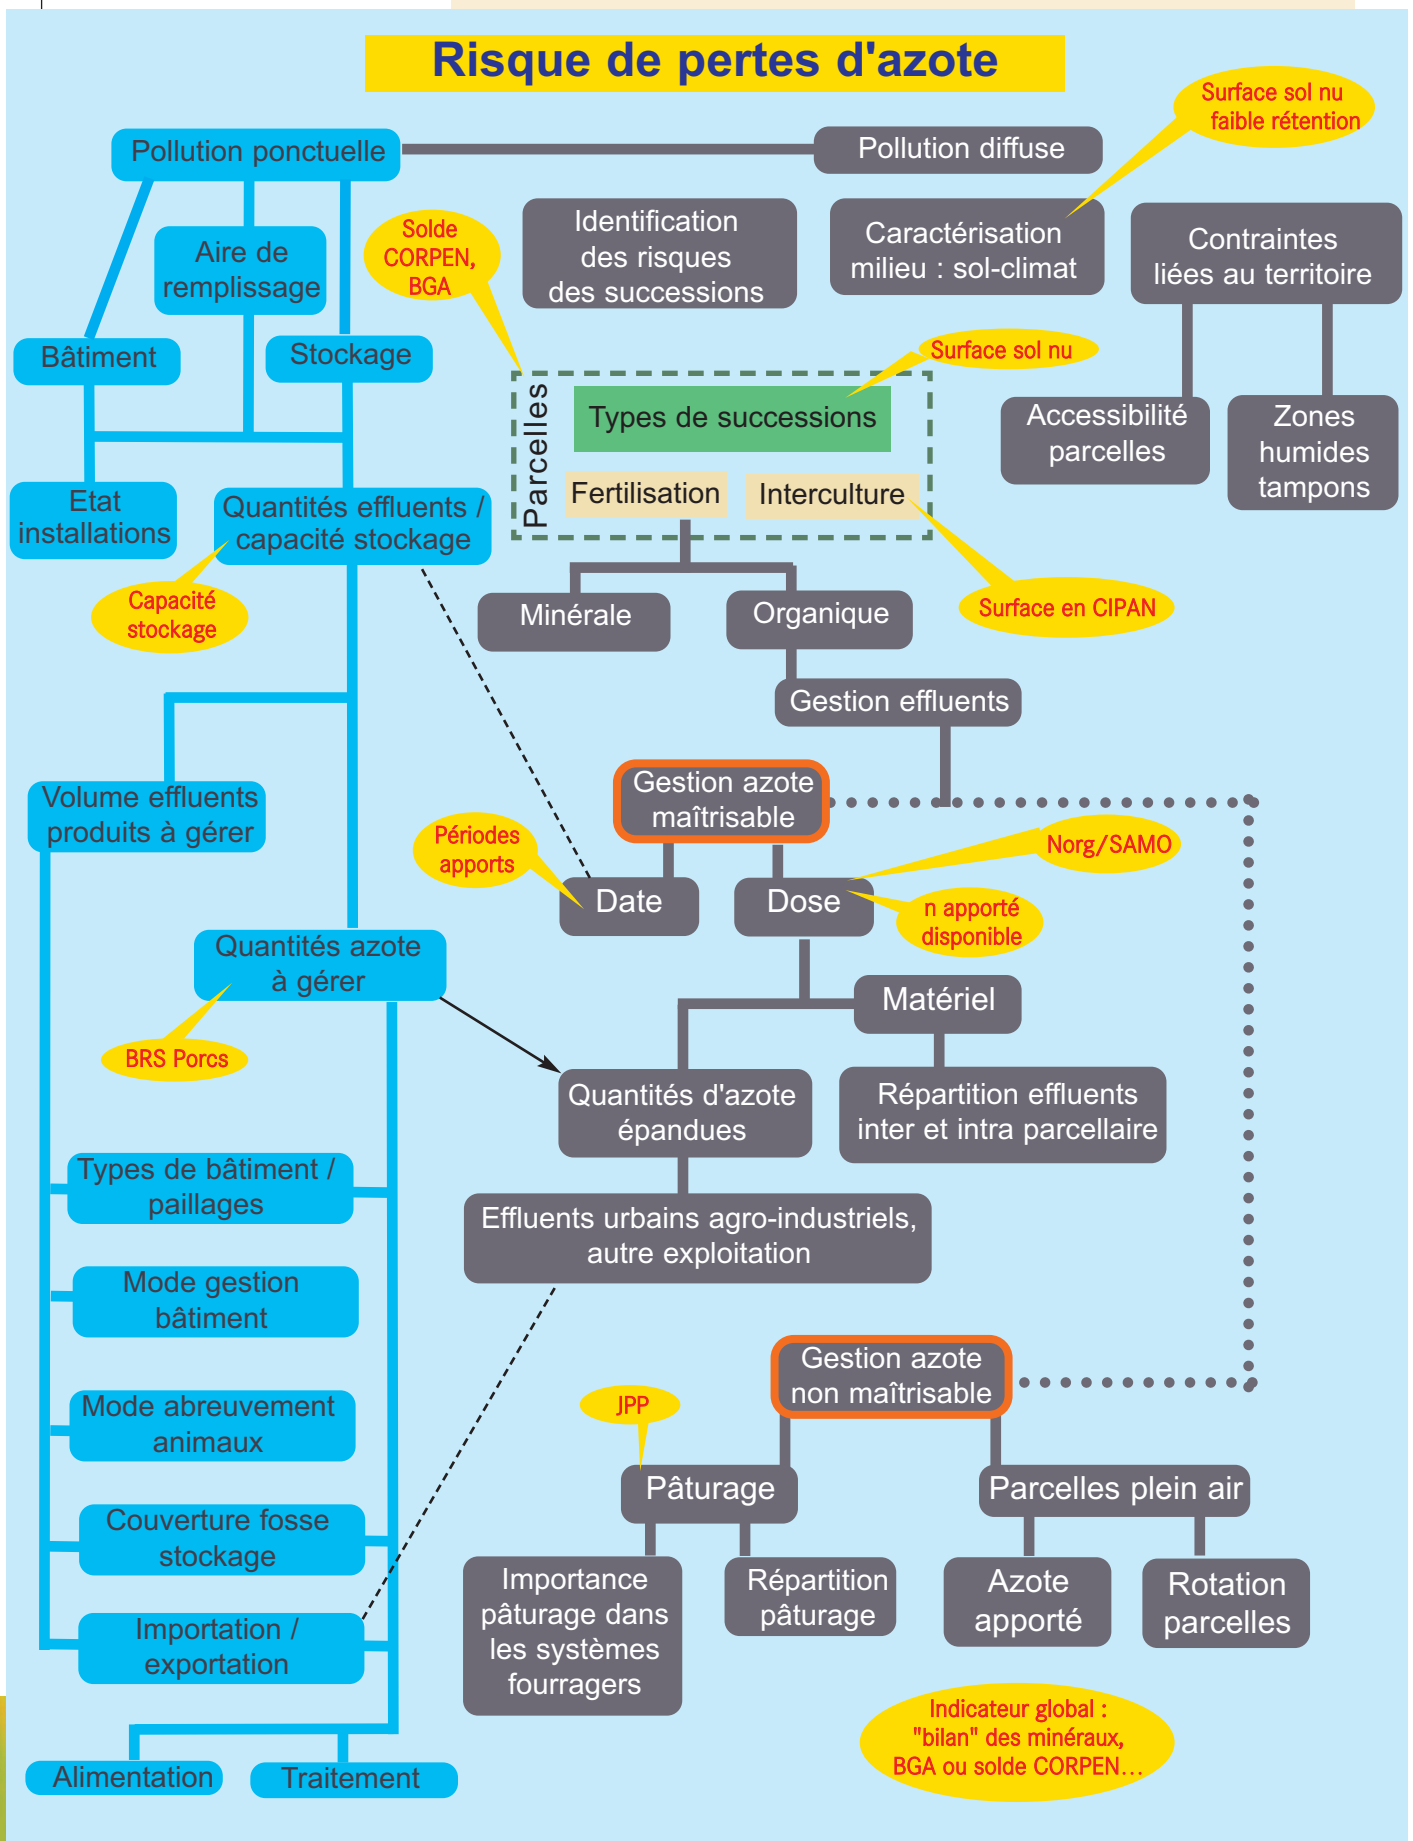 Risque de pertes d'azote
Surface sol nu
faible rétention
Pollution ponctuelle
Pollution diffuse
Solde
CORPEN,
BGA
Identification
des risques
des successions
Caractérisation
milieu : sol-climat
Contraintes
liées au territoire
Aire de
remplissage
Bâtiment
Stockage
Surface sol nu
Parcelles
Types de successions
Fertilisation
Interculture
Accessibilité
parcelles
Zones
humides
tampons
Etat
installations
Quantités effluents /
capacité stockage
Capacité
stockage
Minérale
Organique
Surface en CIPAN
Gestion effluents
Volume effluents
produits à gérer
Gestion azote
maîtrisable
Périodes
apports
Norg/SAMO
Date
Dose
n apporté
disponible
Quantités azote
à gérer
Matériel
BRS Porcs
Quantités d'azote
épandues
Répartition effluents
inter et intra parcellaire
Types de bâtiment /
paillages
Effluents urbains agro-industriels,
autre exploitation
Mode gestion
bâtiment
Gestion azote
non maîtrisable
JPP
Mode abreuvement
animaux
Pâturage
Parcelles plein air
Couverture fosse
stockage
Importance
pâturage dans
les systèmes
fourragers
Répartition
pâturage
Azote
apporté
Rotation
parcelles
Importation /
exportation
Indicateur global :
"bilan" des minéraux,
BGA ou solde CORPEN…
Alimentation
Traitement